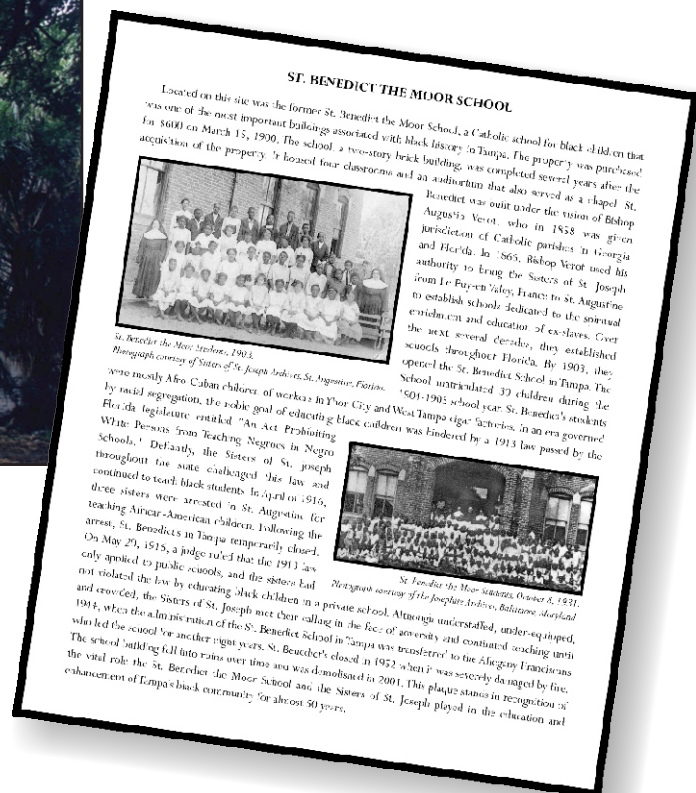 ST. BENEDICT THE MOOR SCHOOL
Located on this site was the former St. Benedict the Moor School, a Catholic school for black children that
was one of the most important buildings associated with black history in Tampa. The property was purchased
for $600 on March 15, 1900. The school, a two-story brick building, was completed several years after the
acquisition of the property. It housed four classrooms and an auditorium that also served as a chapel. St.
Benedict was built under the vision of Bishop
Augustin Verot, who in 1858 was given
jurisdiction of Catholic parishes in Georgia
and Florida. In 1865, Bishop Verot used his
authority to bring the Sisters of St. Joseph
from Le Puy-en Valey, France to St. Augustine
to establish schools dedicated to the spiritual
enrichment and education of ex-slaves. Over
the next several decades, they established
schools throughout Florida. By 1903, they
opened the St. Benedict School in Tampa. The
School matriculated 33 children during the
1901-1903 school year. St. Benedict's students
St. Benedict the Moor Students, 1903.
Photograph courtesy of Sisters of St. Joseph Archives, St. Augustine, Florida.
were mostly Afro Cuban children of workers in Ybor City and West Tampa cigar factories. In an era governed
by racial segregation, the noble goal of educating black children was hindered by a 1913 law passed by the
Florida legislature entitled "An Act Prohibiting
White Persons from Teaching Negroes in Negro
Schools." Defiantly, the Sisters of St. Joseph
throughout the state challenged this law and
continued to teach black students. In April of 1916,
three sisters were arrested in St. Augustine for
teaching African-American children. Following the
arrest, St. Benedict's in Tampa temporarily closed.
On May 20, 1916, a judge ruled that the 1913 law
only applied to public schools, and the sisters had
St. Benedict the Moor Students, October 8, 1931.
Photograph courtesy of the Josephite Archive, Baltimore, Maryland
not violated the law by educating black children in a private school. Although understaffed, under-equipped,
and crowded, the Sisters of St. Joseph met their calling in the face of adversity and continued teaching until
1944, when the administration of the St. Benedict School in Tampa was transferred to the Allegany Franciscans
who led the school for another eight years. St. Benedict's closed in 1952 when it was severely damaged by fire.
The school building fell into ruins over time and was demolished in 2001. This plaque stands in recognition of
the vital role the St. Benedict the Moor School and the Sisters of St. Joseph played in the education and
enhancement of Tampa's black community for almost 50 years.